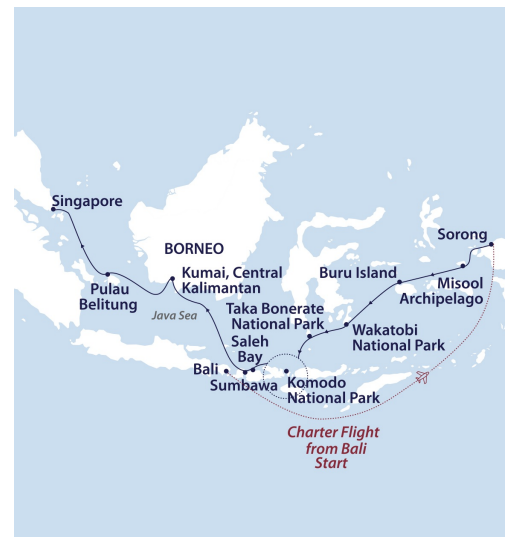 Singapore
BORNEO
Sorong
Kumai, Central
Kalimantan
Buru Island
Misool
Archipelago
Pulau
Belitung
Java Sea
Taka Bonerate
National Park
Wakatobi
National Park
Saleh
Bay
Bali
Sumbawa
Komodo
National Park
Charter Flight
from Bali
Start